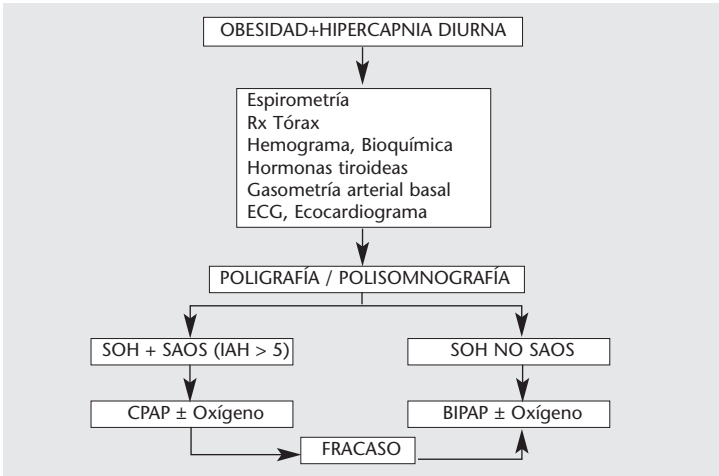 OBESIDAD+HIPERCAPNIA DIURNA
Espirometría
Rx Tórax
Hemograma, Bioquímica
Hormonas tiroideas
Gasometría arterial basal
ECG, Ecocardiograma
POLIGRAFÍA / POLISOMNOGRAFÍA
SOH + SAOS (IAH > 5)
SOH NO SAOS
CPAP ± Oxígeno
BIPAP ± Oxígeno
FRACASO